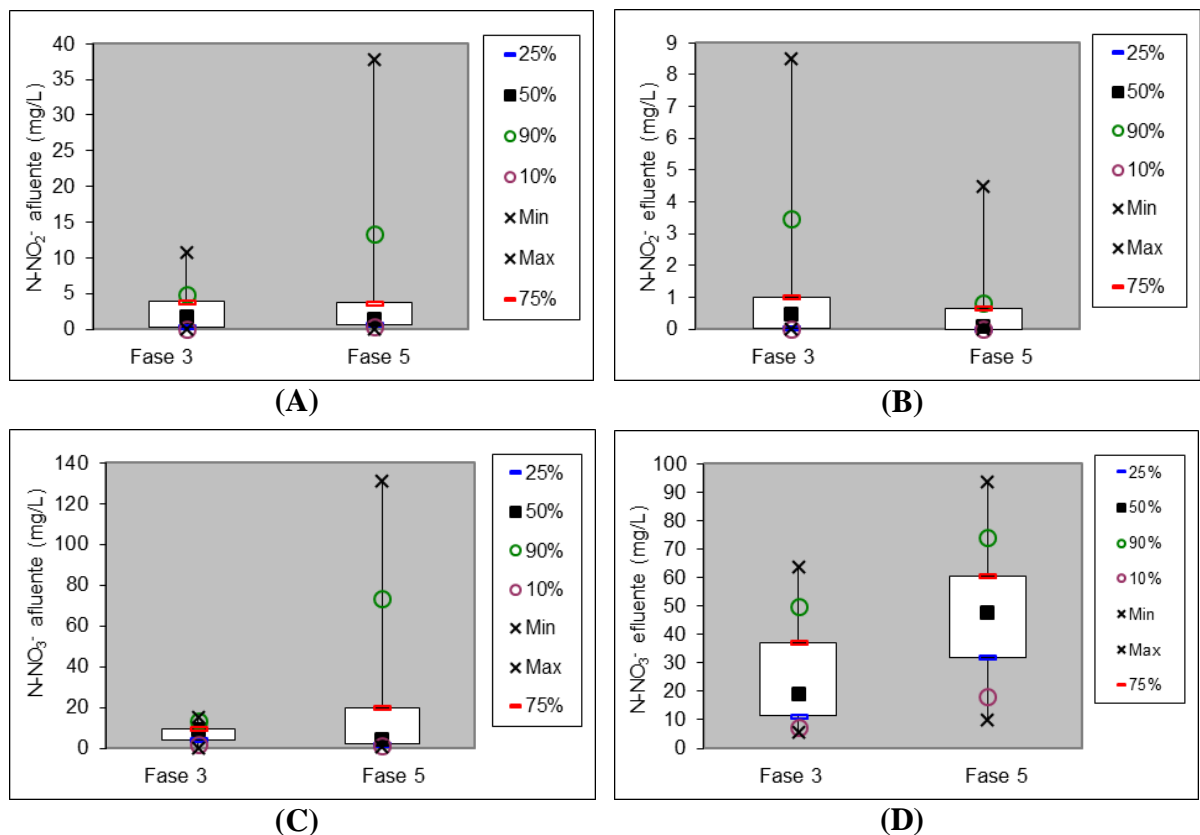 N-NO₂⁻ afluente (mg/L)
40
35
30
25
20
15
10
5
0
Fase 3
Fase 5
25%
50%
90%
10%
Min
Max
75%
(A)
N-NO₂⁻ efluente (mg/L)
9
8
7
6
5
4
3
2
1
0
Fase 3
Fase 5
25%
50%
90%
10%
Min
Max
75%
(B)
N-NO₃⁻ afluente (mg/L)
140
120
100
80
60
40
20
0
Fase 3
Fase 5
25%
50%
90%
10%
Min
Max
75%
(C)
N-NO₃⁻ efluente (mg/L)
100
90
80
70
60
50
40
30
20
10
0
Fase 3
Fase 5
25%
50%
90%
10%
Min
Max
75%
(D)